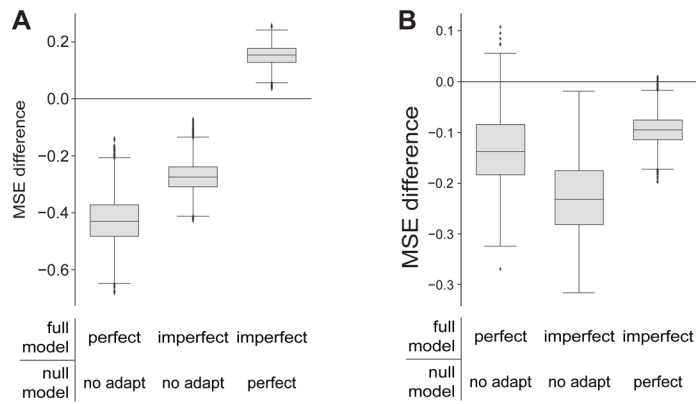 A
MSE difference
0.2
0.0
−0.2
−0.4
−0.6
full model
perfect imperfect imperfect
null model
no adapt no adapt perfect
B
MSE difference
0.1
0.0
−0.1
−0.2
−0.3
full model
perfect imperfect imperfect
null model
no adapt no adapt perfect